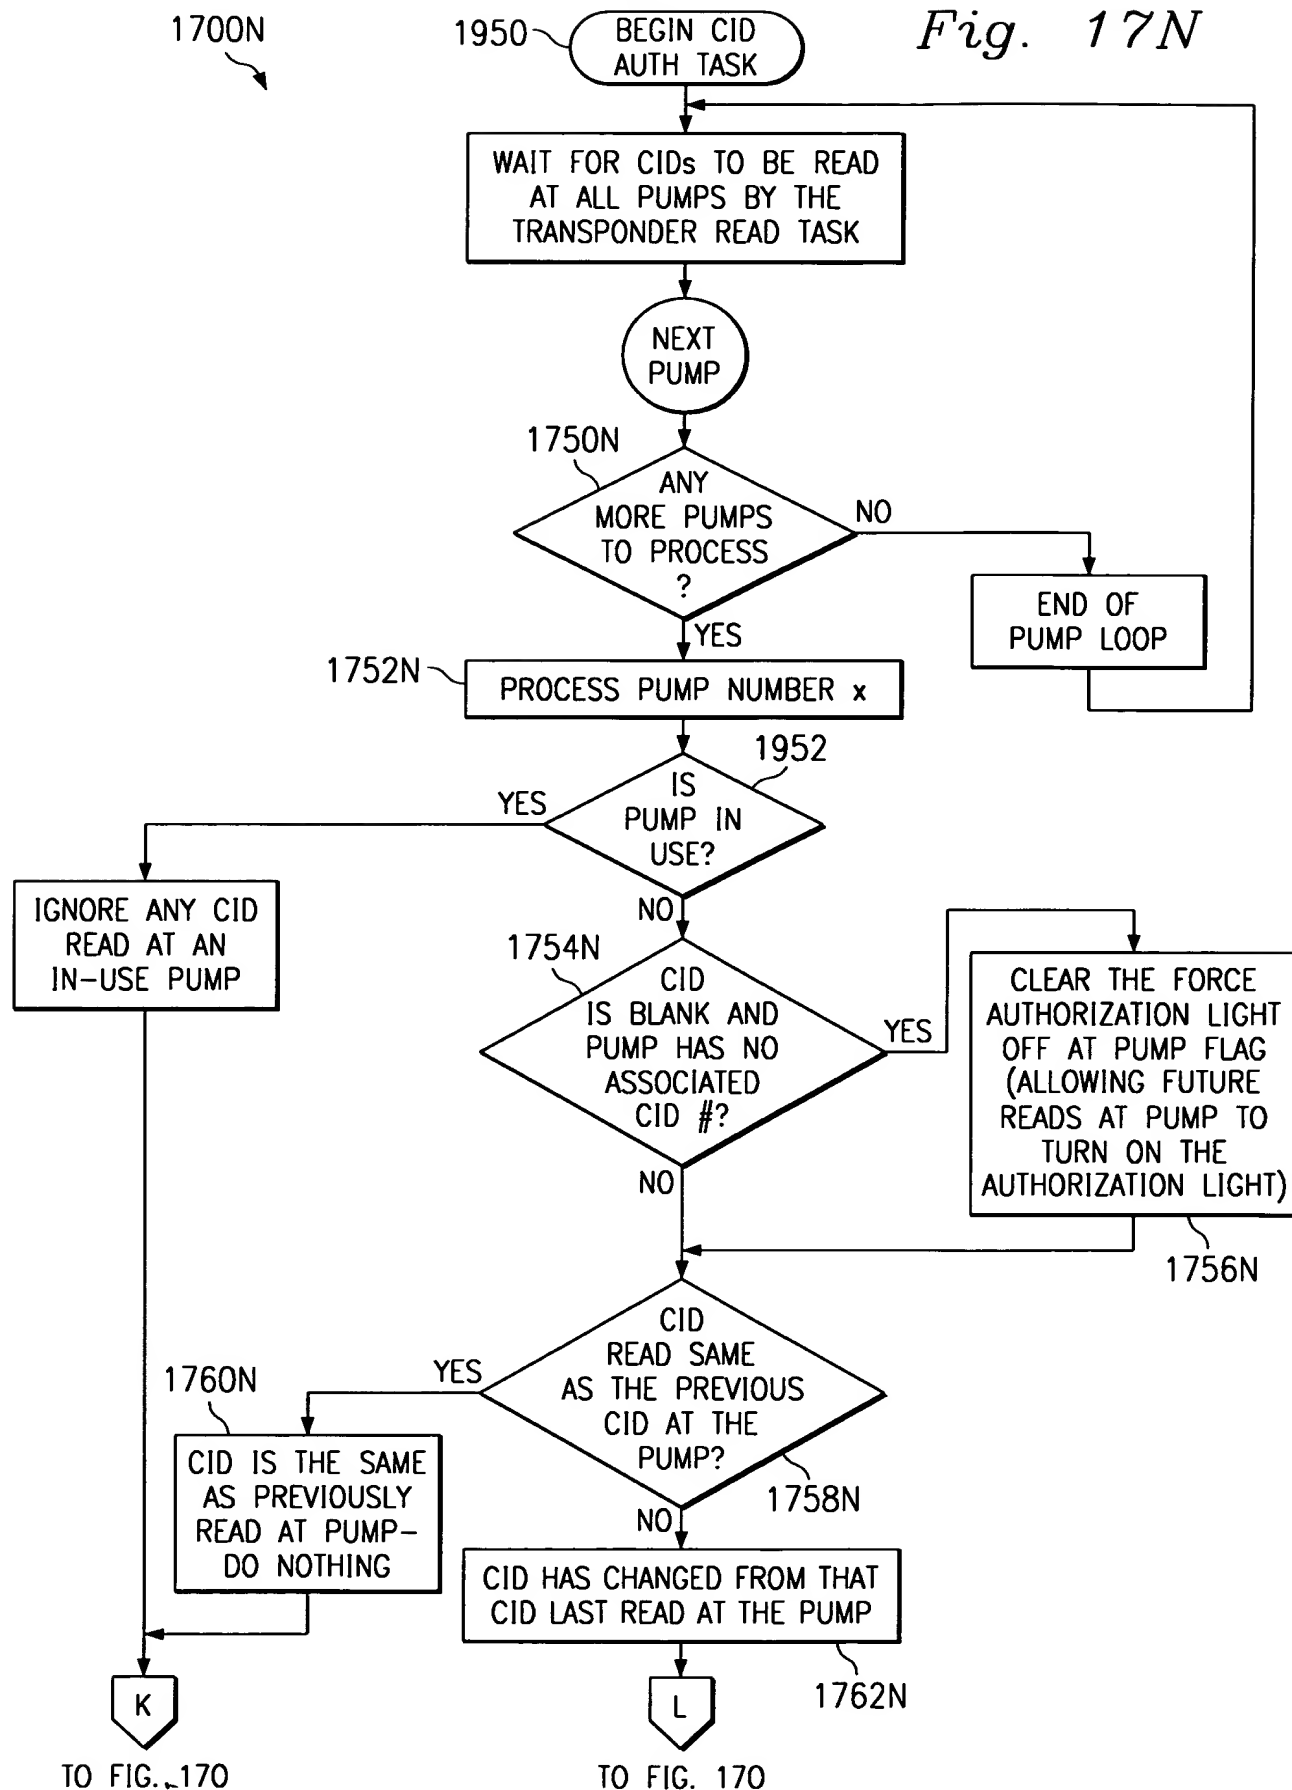 1700N
1950
BEGIN CID
AUTH TASK
Fig. 17N
WAIT FOR CIDs TO BE READ
AT ALL PUMPS BY THE
TRANSPONDER READ TASK
NEXT
PUMP
1750N
ANY
MORE PUMPS
TO PROCESS
?
NO
END OF
PUMP LOOP
YES
1752N
PROCESS PUMP NUMBER x
1952
IS
PUMP IN
USE?
YES
IGNORE ANY CID
READ AT AN
IN-USE PUMP
NO
1754N
CID
IS BLANK AND
PUMP HAS NO
ASSOCIATED
CID #?
YES
CLEAR THE FORCE
AUTHORIZATION LIGHT
OFF AT PUMP FLAG
(ALLOWING FUTURE
READS AT PUMP TO
TURN ON THE
AUTHORIZATION LIGHT)
1756N
NO
CID
READ SAME
AS THE PREVIOUS
CID AT THE
PUMP?
1758N
YES
1760N
CID IS THE SAME
AS PREVIOUSLY
READ AT PUMP-
DO NOTHING
NO
CID HAS CHANGED FROM THAT
CID LAST READ AT THE PUMP
1762N
K
TO FIG. 17O
L
TO FIG. 17O